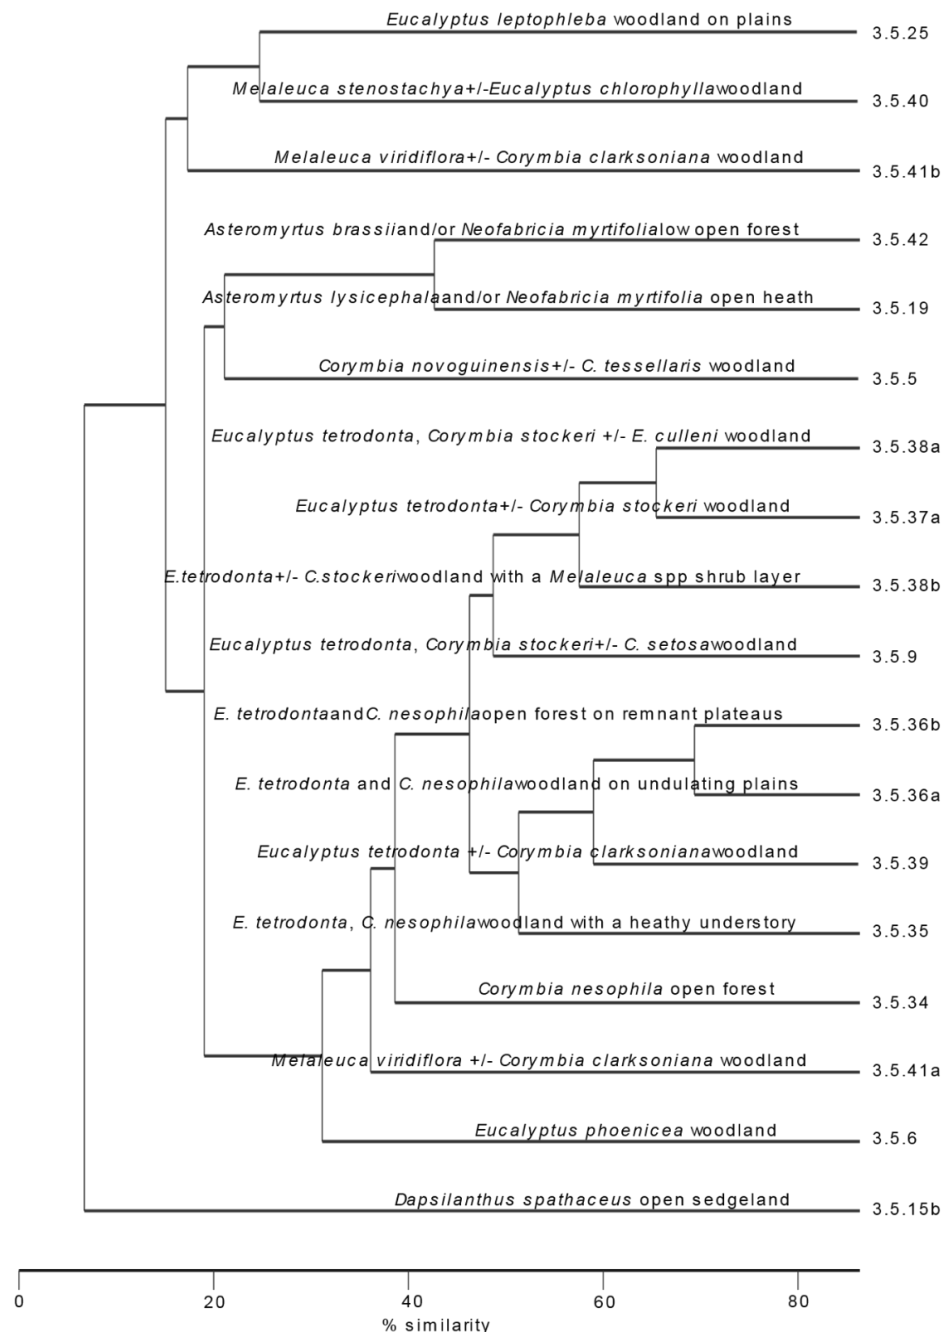 Eucalyptus leptophleba woodland on plains 3.5.25
Melaleuca stenostachya+/-Eucalyptus chlorophyllawoodland 3.5.40
Melaleuca viridiflora+/- Corymbia clarksoniana woodland 3.5.41b
Asteromyrtus brassiiand/or Neofabricia myrtifolialow open forest 3.5.42
Asteromyrtus lysicephalaand/or Neofabricia myrtifolia open heath 3.5.19
Corymbia novoguinensis+/- C. tessellaris woodland 3.5.5
Eucalyptus tetrodonta, Corymbia stockeri +/- E. culleni woodland 3.5.38a
Eucalyptus tetrodonta+/- Corymbia stockeri woodland 3.5.37a
E.tetrodonta+/- C.stockeriwoodland with a Melaleuca spp shrub layer 3.5.38b
Eucalyptus tetrodonta, Corymbia stockeri+/- C. setosawoodland 3.5.9
E. tetrodontaandC. nesophilaopen forest on remnant plateaus 3.5.36b
E. tetrodonta and C. nesophilawoodland on undulating plains 3.5.36a
Eucalyptus tetrodonta +/- Corymbia clarksonianawoodland 3.5.39
E. tetrodonta, C. nesophilawoodland with a heathy understory 3.5.35
Corymbia nesophila open forest 3.5.34
Melaleuca viridiflora +/- Corymbia clarksoniana woodland 3.5.41a
Eucalyptus phoenicea woodland 3.5.6
Dapsilanthus spathaceus open sedgeland 3.5.15b
0 20 40 60 80
% similarity